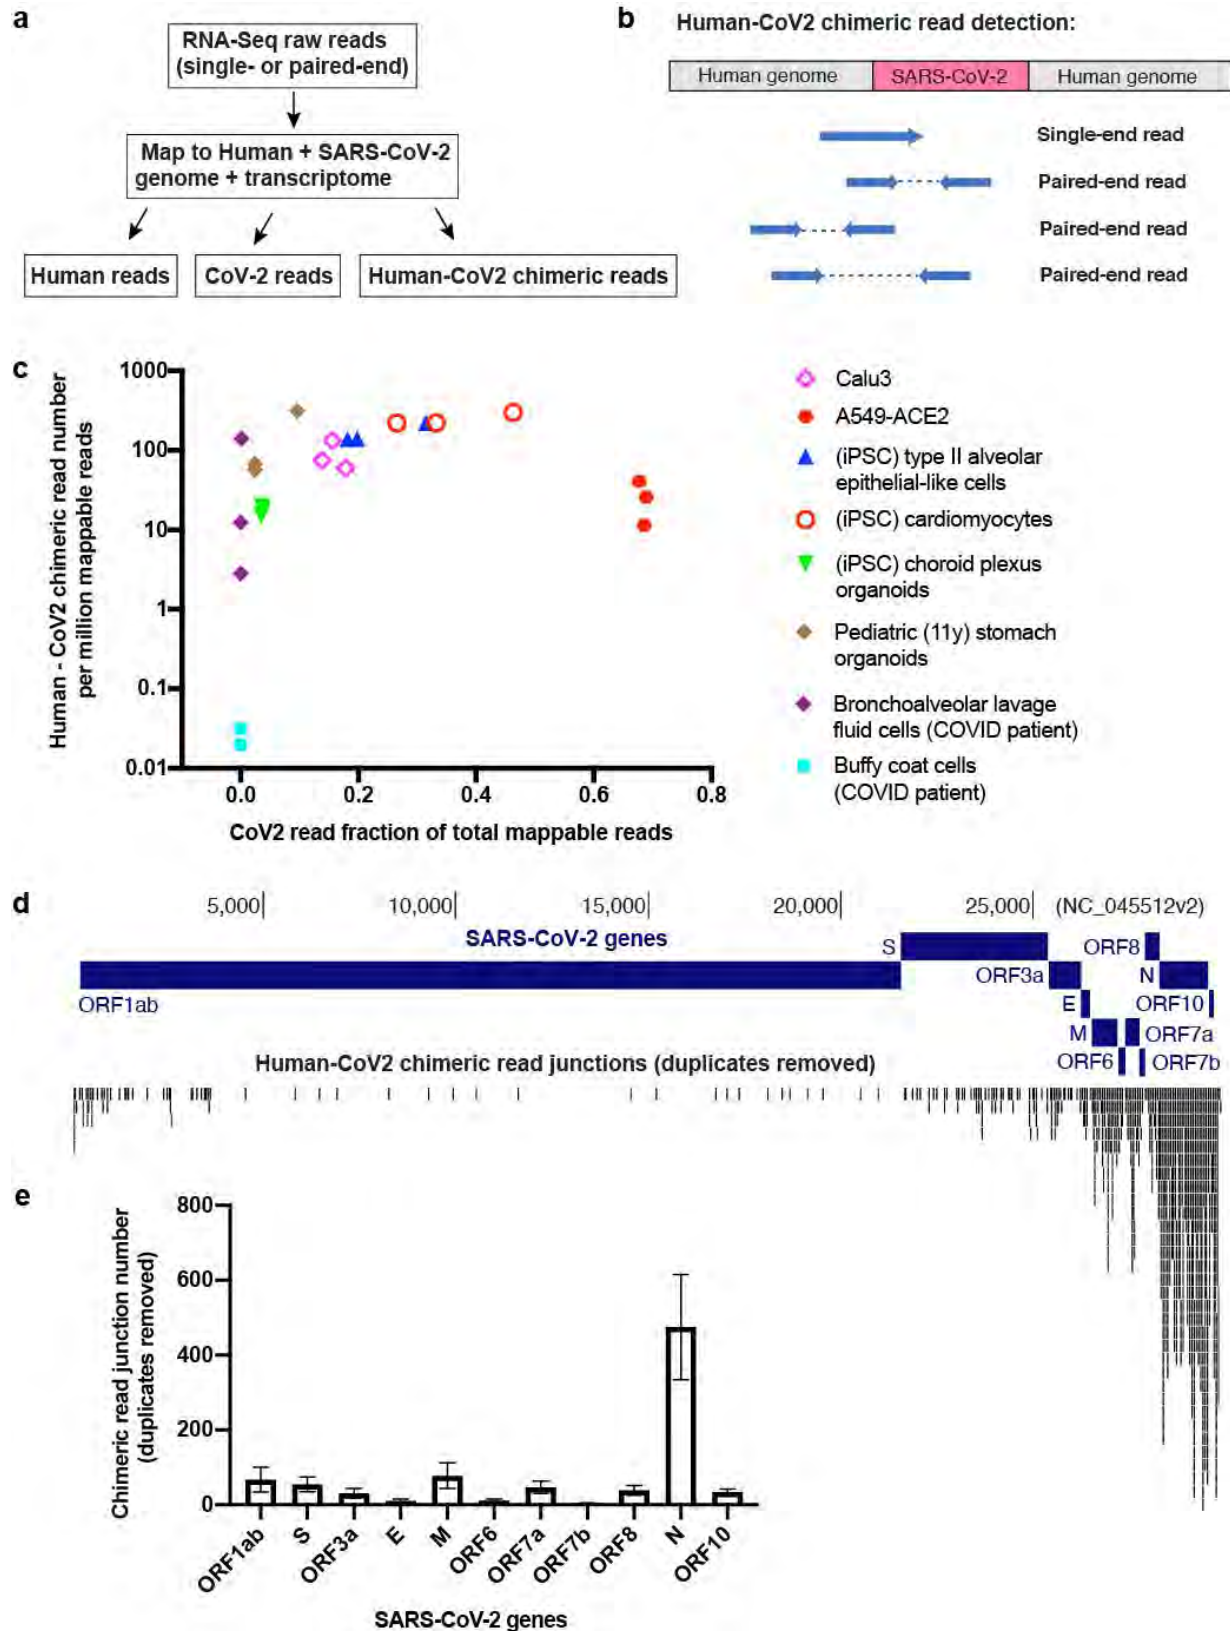 a
RNA-Seq raw reads
(single- or paired-end)
Map to Human + SARS-CoV-2
genome + transcriptome
Human reads
CoV-2 reads
Human-CoV2 chimeric reads
b
Human-CoV2 chimeric read detection:
Human genome
SARS-CoV-2
Human genome
Single-end read
Paired-end read
Paired-end read
Paired-end read
c
Human - CoV2 chimeric read number
per million mappable reads
1000
100
10
1
0.1
0.01
0.0
0.2
0.4
0.6
0.8
CoV2 read fraction of total mappable reads
Calu3
A549-ACE2
(iPSC) type II alveolar
epithelial-like cells
(iPSC) cardiomyocytes
(iPSC) choroid plexus
organoids
Pediatric (11y) stomach
organoids
Bronchoalveolar lavage
fluid cells (COVID patient)
Buffy coat cells
(COVID patient)
d
5,000
10,000
15,000
20,000
25,000
(NC_045512v2)
SARS-CoV-2 genes
S
ORF8
ORF3a
N
ORF1ab
E
ORF10
M
ORF7a
ORF6
ORF7b
Human-CoV2 chimeric read junctions (duplicates removed)
e
Chimeric read junction number
(duplicates removed)
800
600
400
200
0
ORF1ab
S
ORF3a
E
M
ORF6
ORF7a
ORF7b
ORF8
N
ORF10
SARS-CoV-2 genes